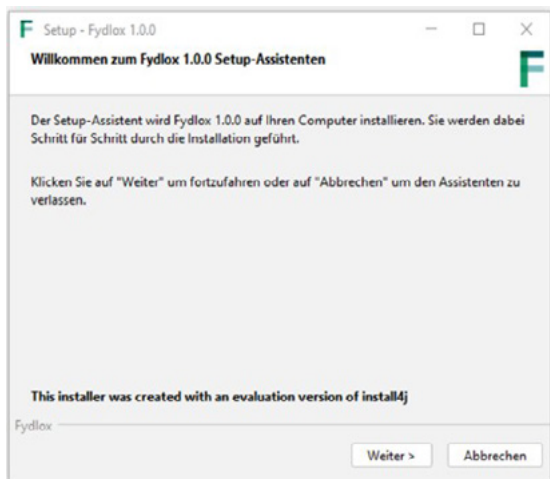 F Setup - Fydlox 1.0.0
Willkommen zum Fydlox 1.0.0 Setup-Assistenten
F
Der Setup-Assistent wird Fydlox 1.0.0 auf Ihren Computer installieren. Sie werden dabei
Schritt für Schritt durch die Installation geführt.
Klicken Sie auf "Weiter" um fortzufahren oder auf "Abbrechen" um den Assistenten zu
verlassen.
This installer was created with an evaluation version of install4j
Fydlox
Weiter > Abbrechen